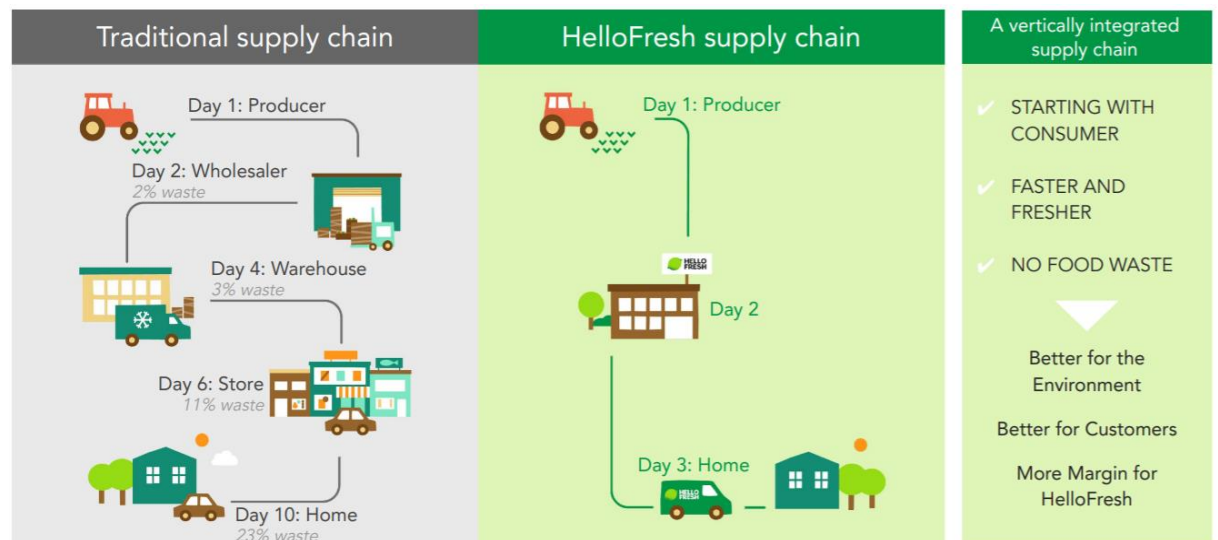 Traditional supply chain
Day 1: Producer
Day 2: Wholesaler
2% waste
Day 4: Warehouse
3% waste
Day 6: Store
11% waste
Day 10: Home
23% waste
HelloFresh supply chain
Day 1: Producer
HELLO
FRESH
Day 2
Day 3: Home
HELLO
FRESH
A vertically integrated
supply chain
STARTING WITH
CONSUMER
FASTER AND
FRESHER
NO FOOD WASTE
Better for the
Environment
Better for Customers
More Margin for
HelloFresh